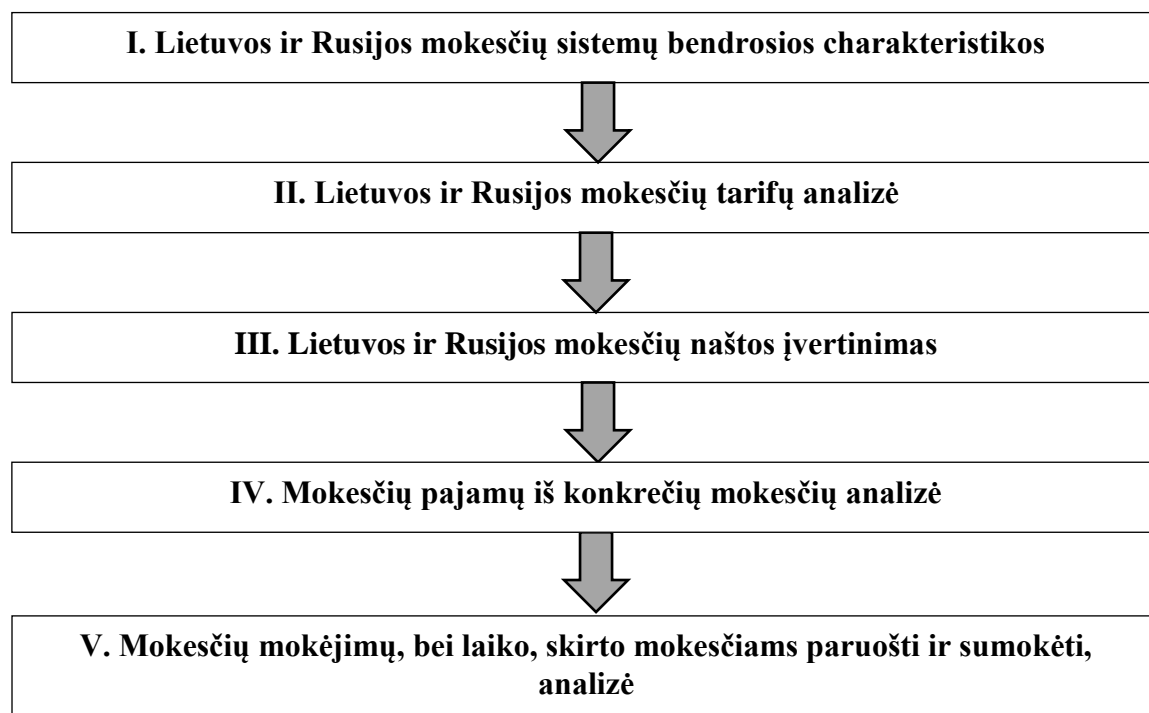 I. Lietuvos ir Rusijos mokesčių sistemų bendrosios charakteristikos
II. Lietuvos ir Rusijos mokesčių tarifų analizė
III. Lietuvos ir Rusijos mokesčių naštos įvertinimas
IV. Mokesčių pajamų iš konkrečių mokesčių analizė
V. Mokesčių mokėjimų, bei laiko, skirto mokesčiams paruošti ir sumokėti,
analizė